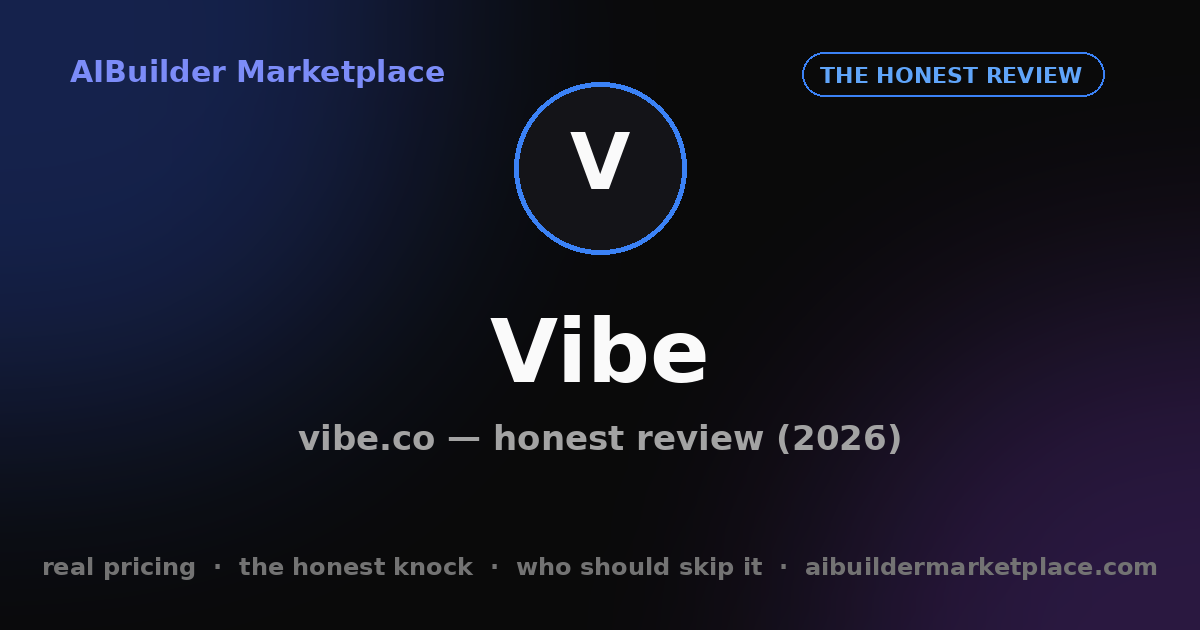 AIBuilder Marketplace
THE HONEST REVIEW
V
Vibe
vibe.co — honest review (2026)
real pricing · the honest knock · who should skip it · aibuildermarketplace.com